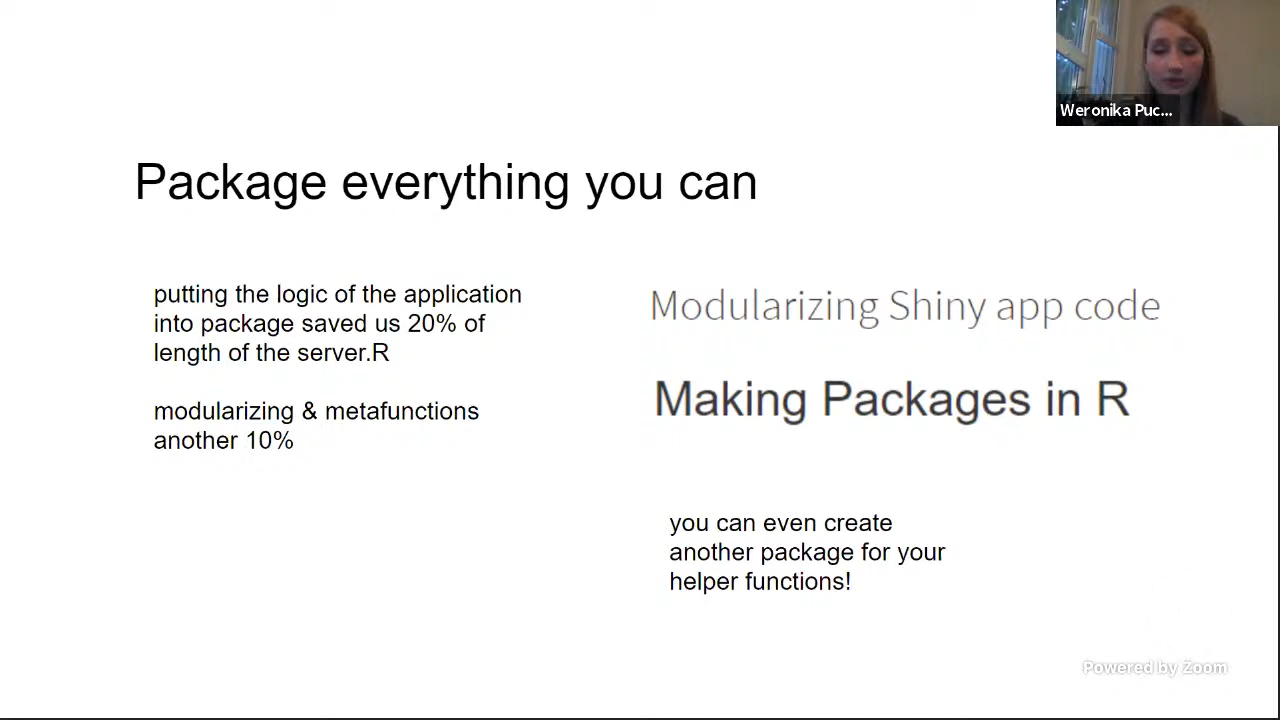 Weronika Puc...
Package everything you can
putting the logic of the application
into package saved us 20% of
length of the server.R
modularizing & metafunctions
another 10%
Modularizing Shiny app code
Making Packages in R
you can even create
another package for your
helper functions!
Powered by Zoom